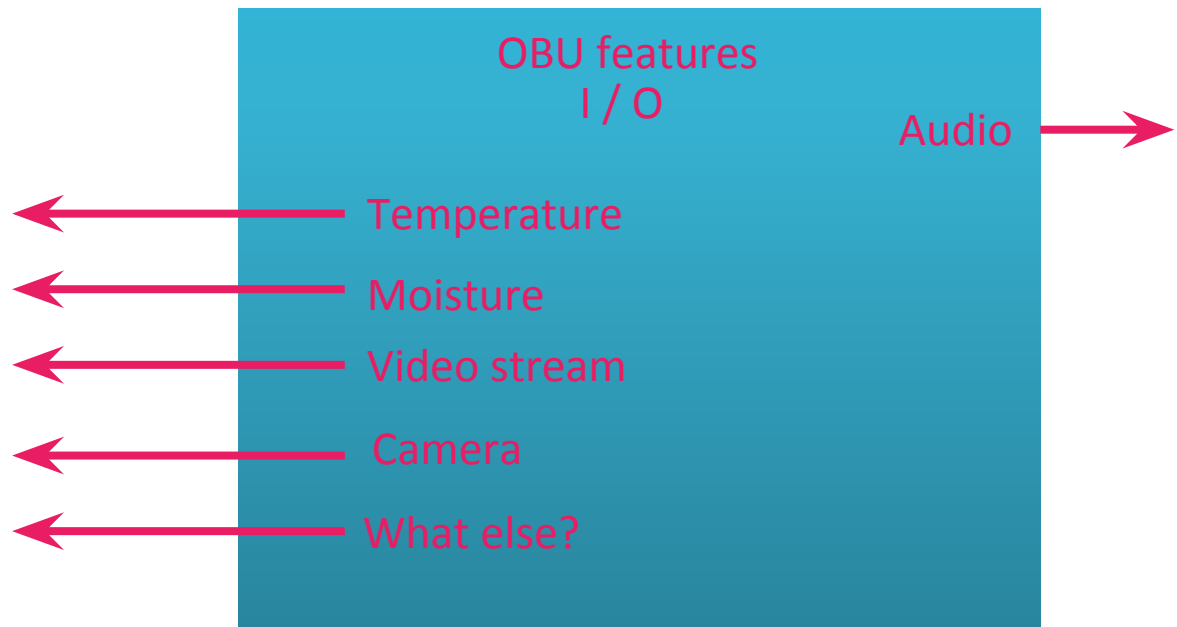 OBU features
I / O
Audio
Temperature
Moisture
Video stream
Camera
What else?